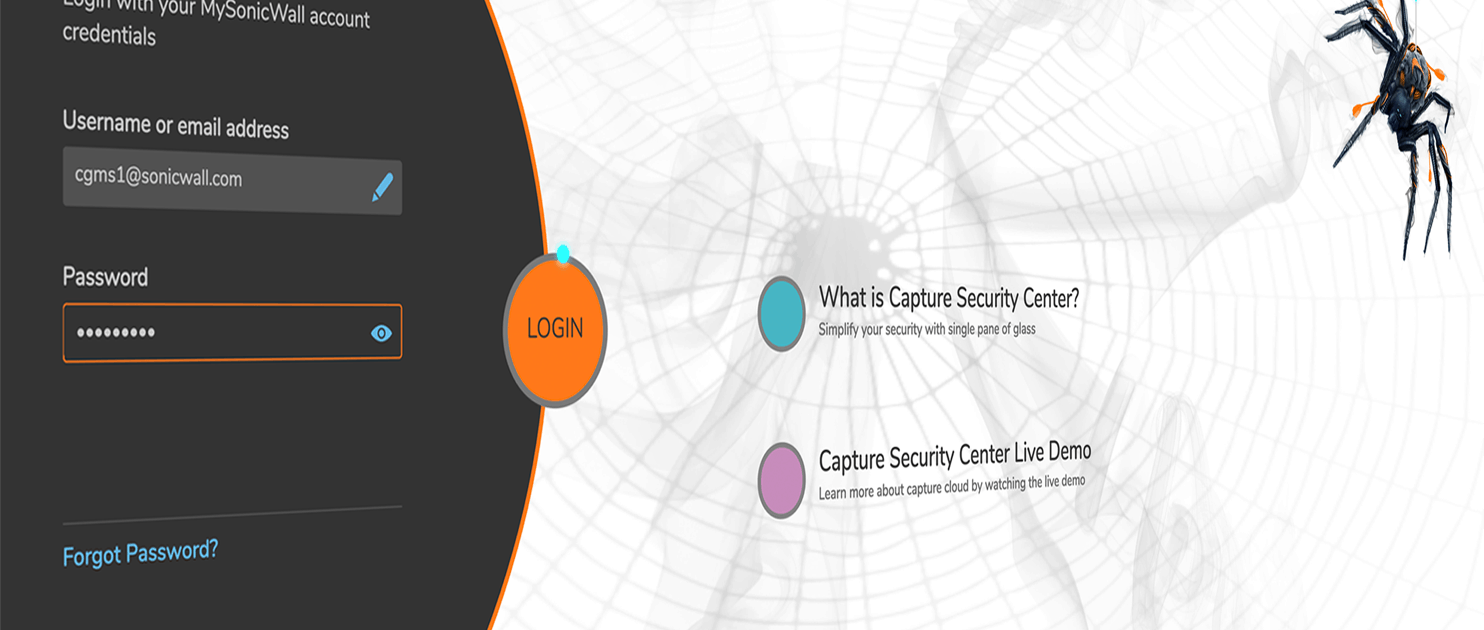 Login with your MySonicWall account
credentials
Username or email address
cgms1@sonicwall.com
Password
•••••••••
Forgot Password?
LOGIN
What is Capture Security Center?
Simplify your security with single pane of glass
Capture Security Center Live Demo
Learn more about capture cloud by watching the live demo